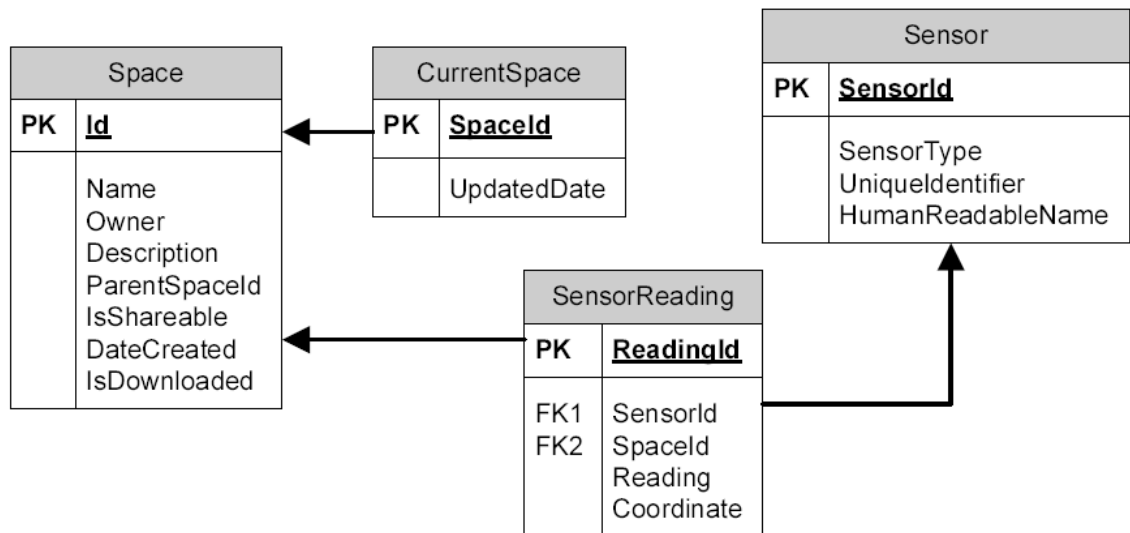 Space
PK Id
Name
Owner
Description
ParentSpaceId
IsShareable
DateCreated
IsDownloaded
CurrentSpace
PK SpaceId
UpdatedDate
Sensor
PK SensorId
SensorType
UniqueIdentifier
HumanReadableName
SensorReading
PK ReadingId
FK1 SensorId
FK2 SpaceId
Reading
Coordinate